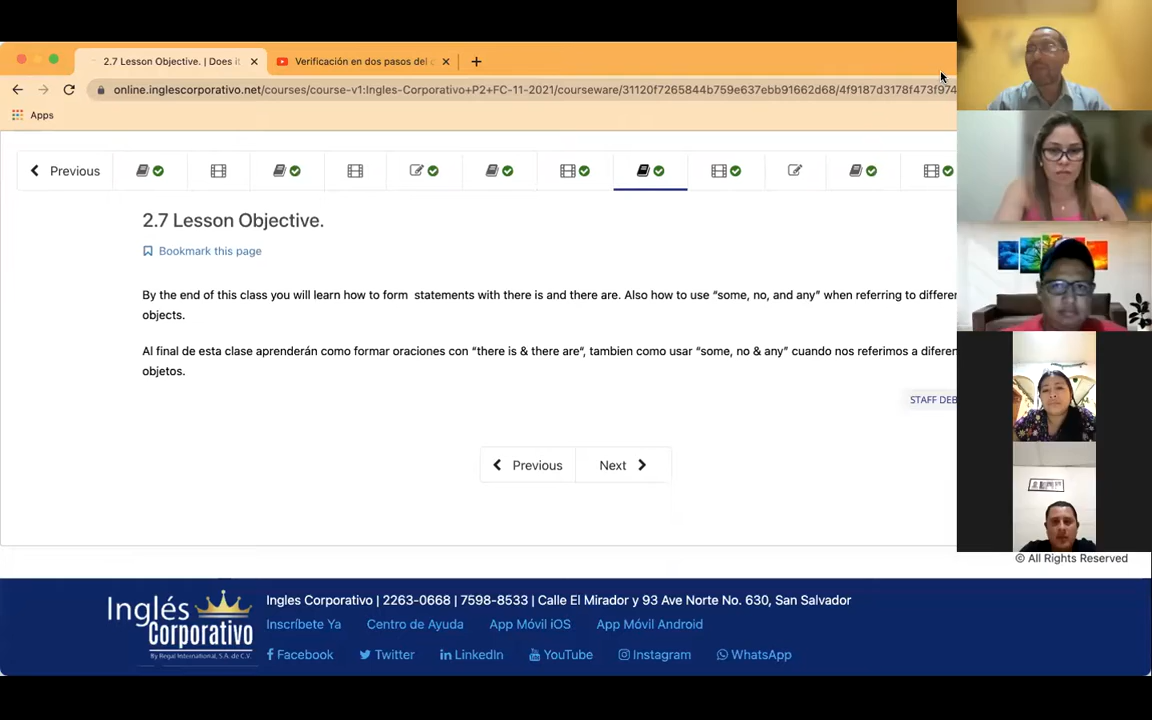 2.7 Lesson Objective. | Does i
Verificación en dos pasos del
online.inglescorporativo.net/courses/course-v1:Ingles-Corporativo+P2+FC-11-2021/courseware/31120f7265844b759e637ebb91662d68/4f9187d3178f473f974
Apps
Previous
2.7 Lesson Objective.
Bookmark this page
By the end of this class you will learn how to form statements with there is and there are. Also how to use “some, no, and any” when referring to differen
objects.
Al final de esta clase aprenderán como formar oraciones con “there is & there are“, tambien como usar “some, no & any” cuando nos referimos a diferen
objetos.
STAFF DEB
Previous Next
© All Rights Reserved
Inglés Corporativo
By Regal International, S.A. de C.V.
Ingles Corporativo | 2263-0668 | 7598-8533 | Calle El Mirador y 93 Ave Norte No. 630, San Salvador
Inscríbete Ya Centro de Ayuda App Móvil iOS App Móvil Android
Facebook Twitter LinkedIn YouTube Instagram WhatsApp